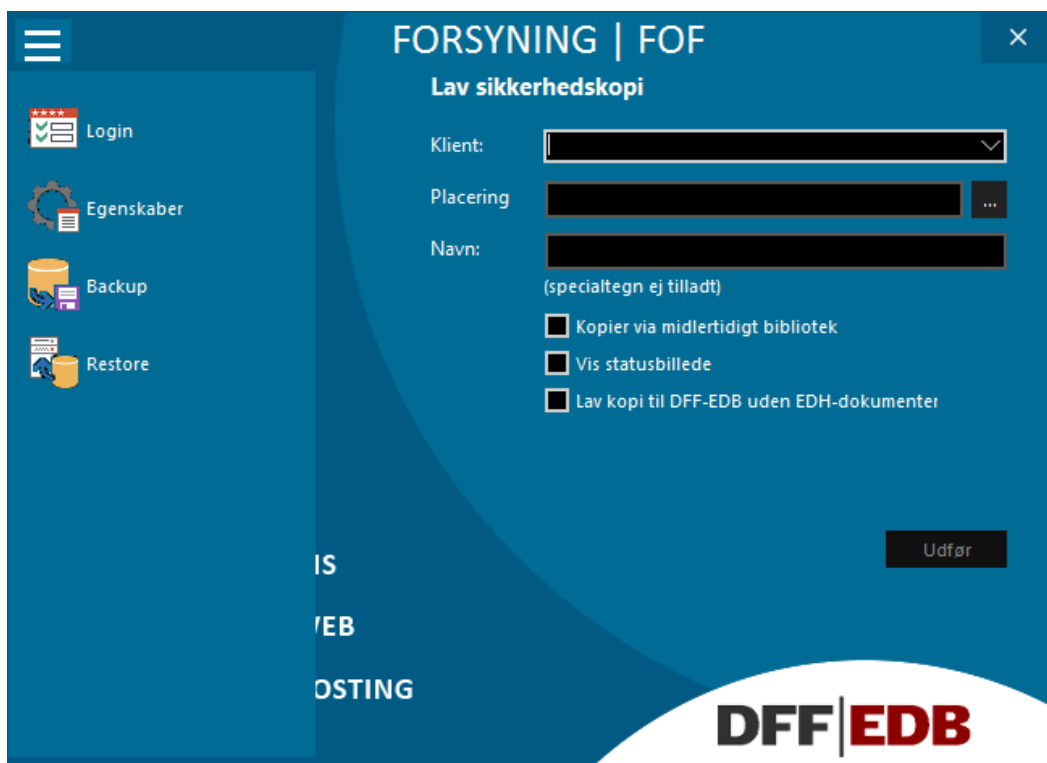 FORSYNING | FOF
Lav sikkerhedskopi
Login
Egenskaber
Backup
Restore
Klient:
Placering
...
Navn:
(specialtegn ej tilladt)
Kopier via midlertidigt bibliotek
Vis statusbillede
Lav kopi til DFF-EDB uden EDH-dokumenter
Udfør
IS
EB
OSTING
DFF|EDB